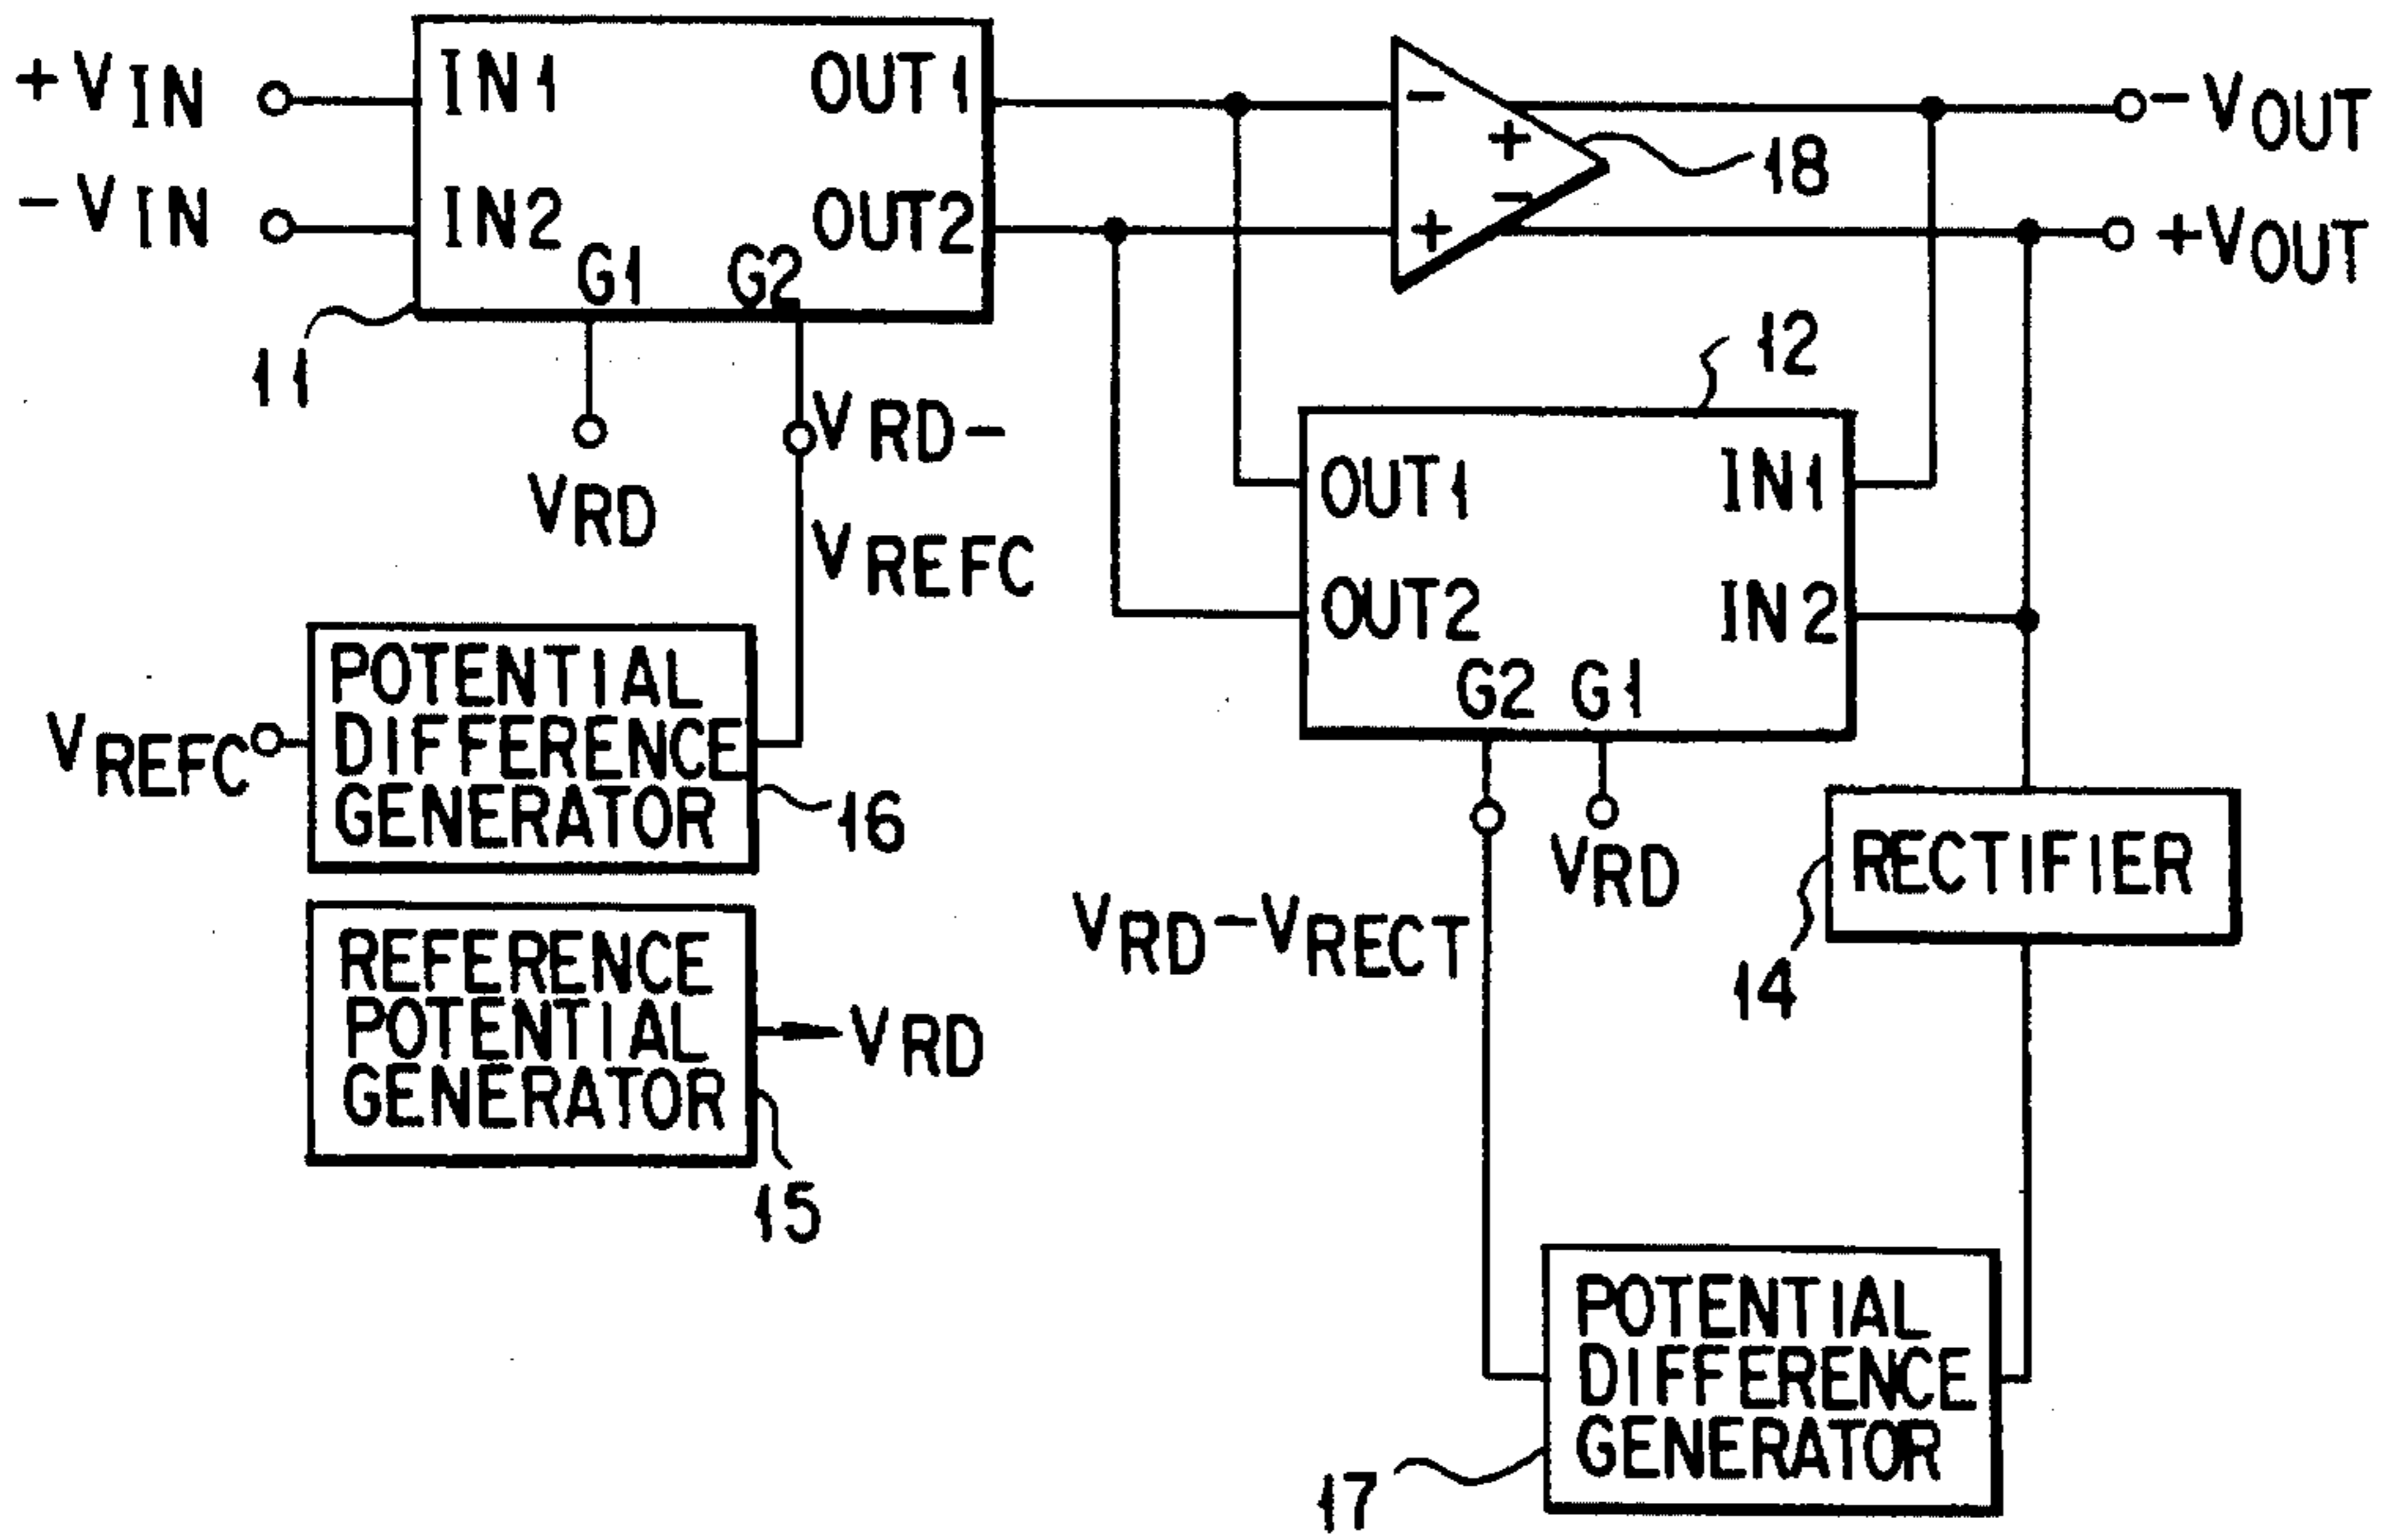 +VIN
IN1
OUT1
-
+
18
-VOUT
-VIN
IN2
OUT2
+
-
+VOUT
G1
G2
11
12
VRD
VRD-
VREFC
OUT1
IN1
OUT2
IN2
G2
G1
VREFC
POTENTIAL
DIFFERENCE
GENERATOR
16
VRD-VRECT
VRD
RECTIFIER
14
REFERENCE
POTENTIAL
GENERATOR
VRD
15
POTENTIAL
DIFFERENCE
GENERATOR
17